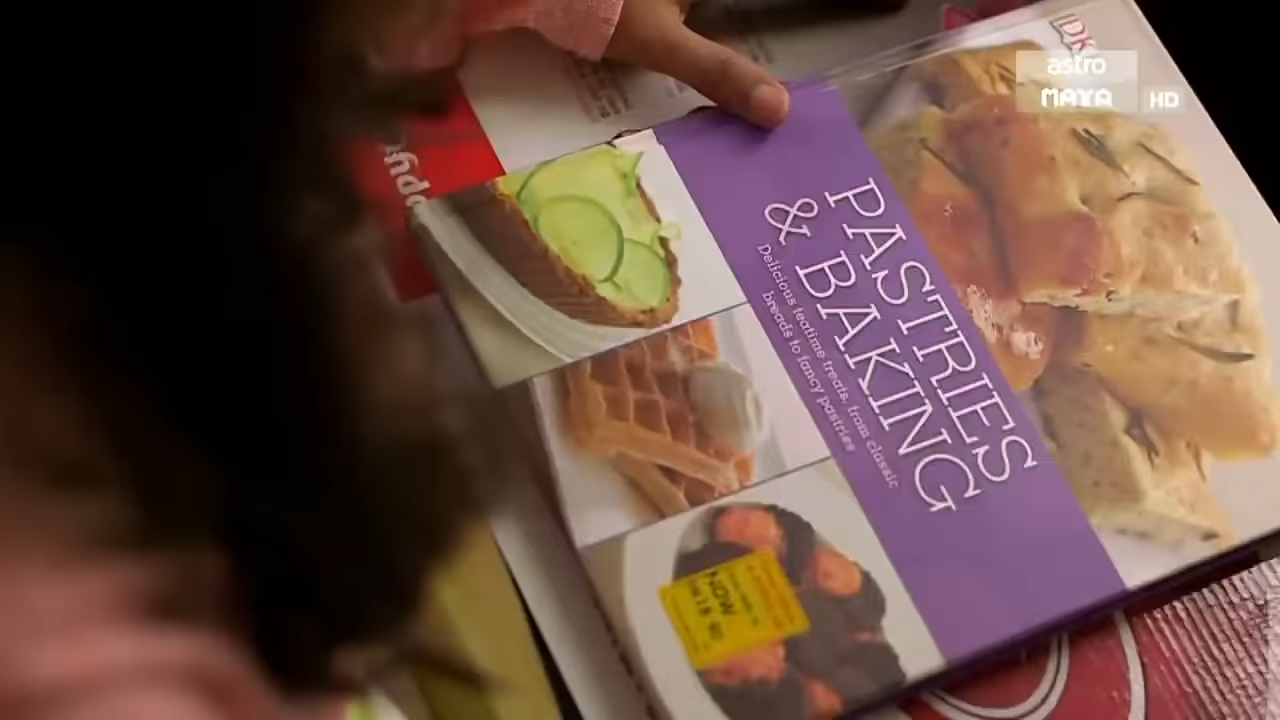 DK
astro
MAYA HD
PASTRIES
& BAKING
Delicious teatime treats, from classic
breads to fancy pastries
NOW